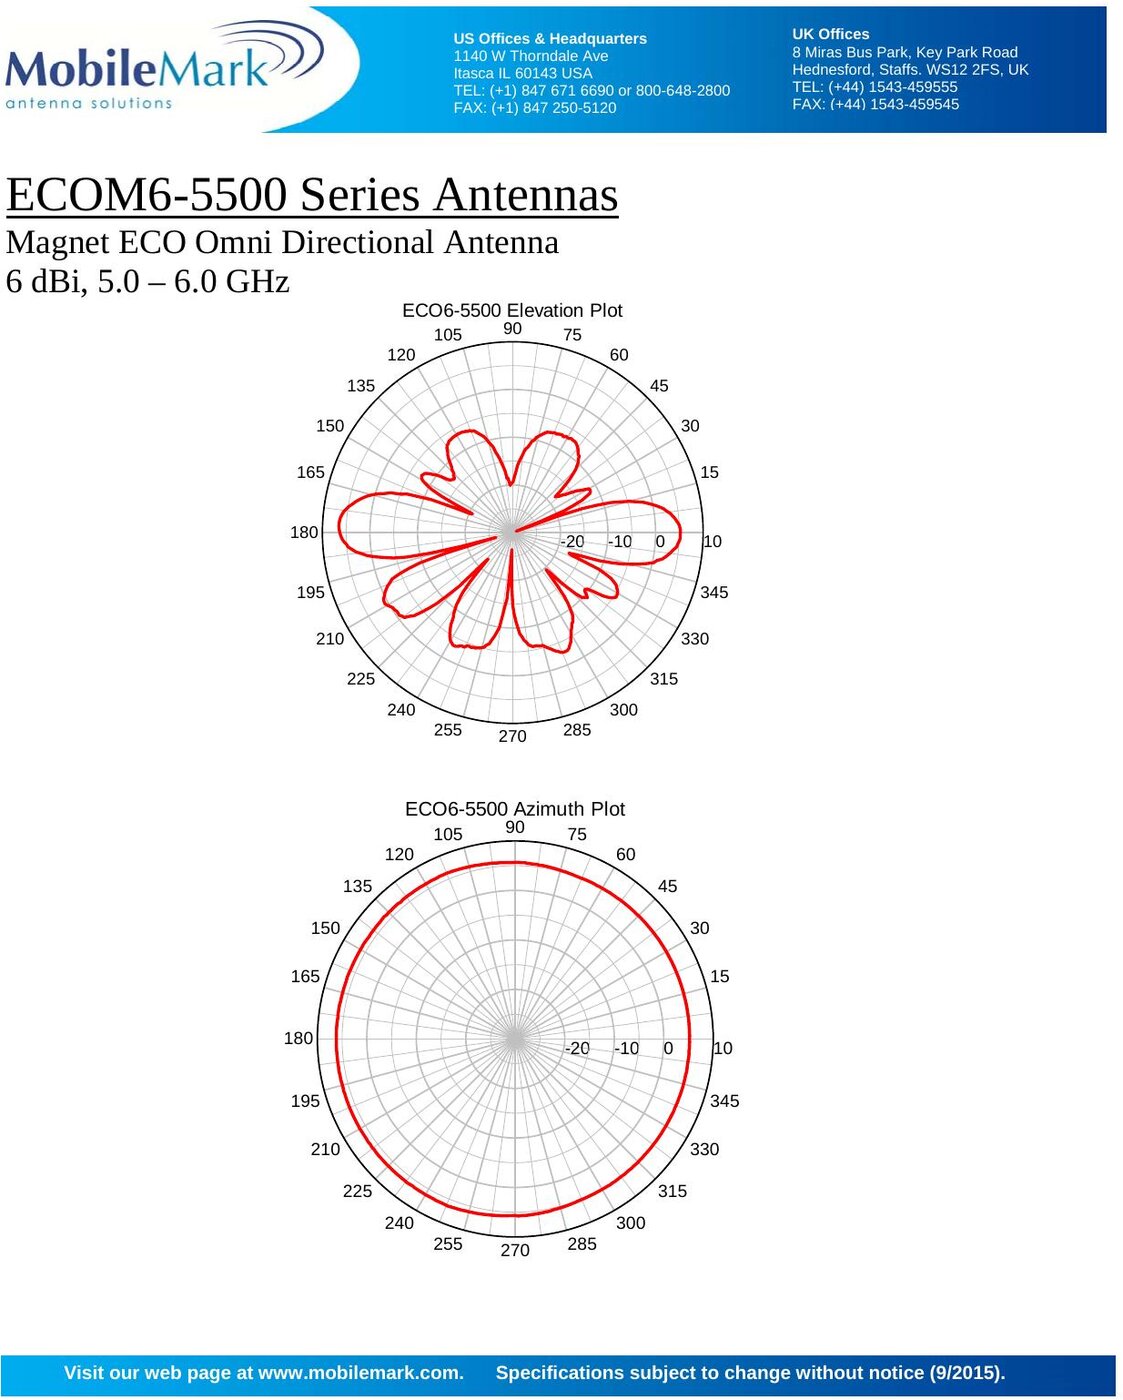 MobileMark
antenna solutions
US Offices & Headquarters
1140 W Thorndale Ave
Itasca IL 60143 USA
TEL: (+1) 847 671 6690 or 800-648-2800
FAX: (+1) 847 250-5120
UK Offices
8 Miras Bus Park, Key Park Road
Hednesford, Staffs. WS12 2FS, UK
TEL: (+44) 1543-459555
FAX: (+44) 1543-459545
ECOM6-5500 Series Antennas
Magnet ECO Omni Directional Antenna
6 dBi, 5.0 – 6.0 GHz
ECO6-5500 Elevation Plot
90
105 75
120 60
135 45
150 30
165 15
180 -20 -10 0 10
195 345
210 330
225 315
240 300
255 285
270
ECO6-5500 Azimuth Plot
90
105 75
120 60
135 45
150 30
165 15
180 -20 -10 0 10
195 345
210 330
225 315
240 300
255 285
270
Visit our web page at www.mobilemark.com. Specifications subject to change without notice (9/2015).